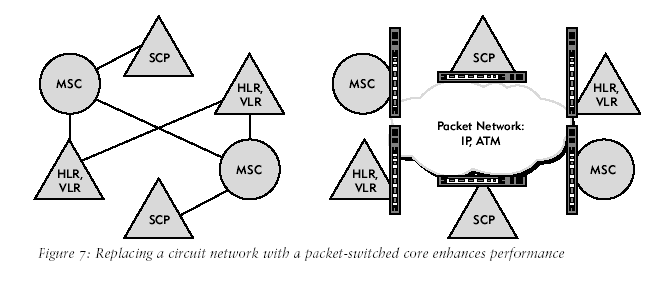 SCP
MSC
HLR,
VLR
HLR,
VLR
MSC
SCP
SCP
MSC
HLR,
VLR
Packet Network:
IP, ATM
HLR,
VLR
MSC
SCP
Figure 7: Replacing a circuit network with a packet-switched core enhances performance